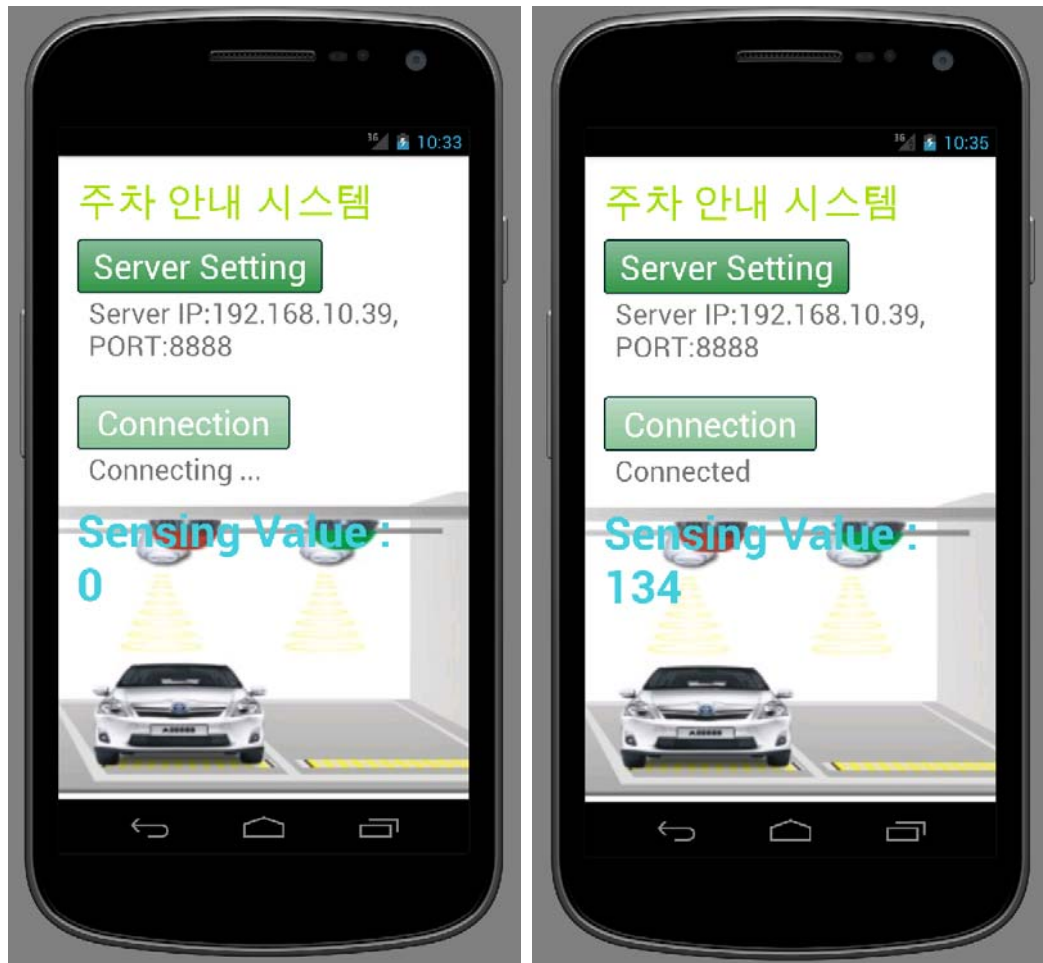 3G 10:33
주차 안내 시스템
Server Setting
Server IP:192.168.10.39,
PORT:8888
Connection
Connecting ...
Sensing Value :
0
3G 10:35
주차 안내 시스템
Server Setting
Server IP:192.168.10.39,
PORT:8888
Connection
Connected
Sensing Value :
134